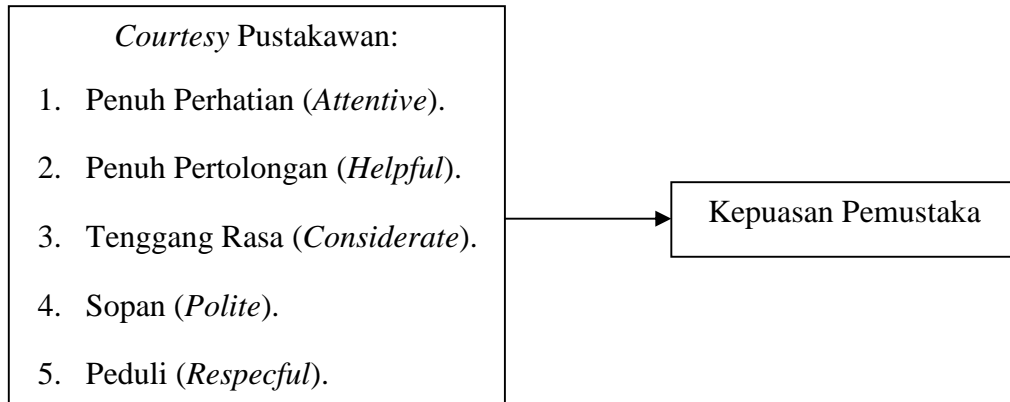 Courtesy Pustakawan:
1. Penuh Perhatian (Attentive).
2. Penuh Pertolongan (Helpful).
3. Tenggang Rasa (Considerate).
4. Sopan (Polite).
5. Peduli (Respecful).
Kepuasan Pemustaka